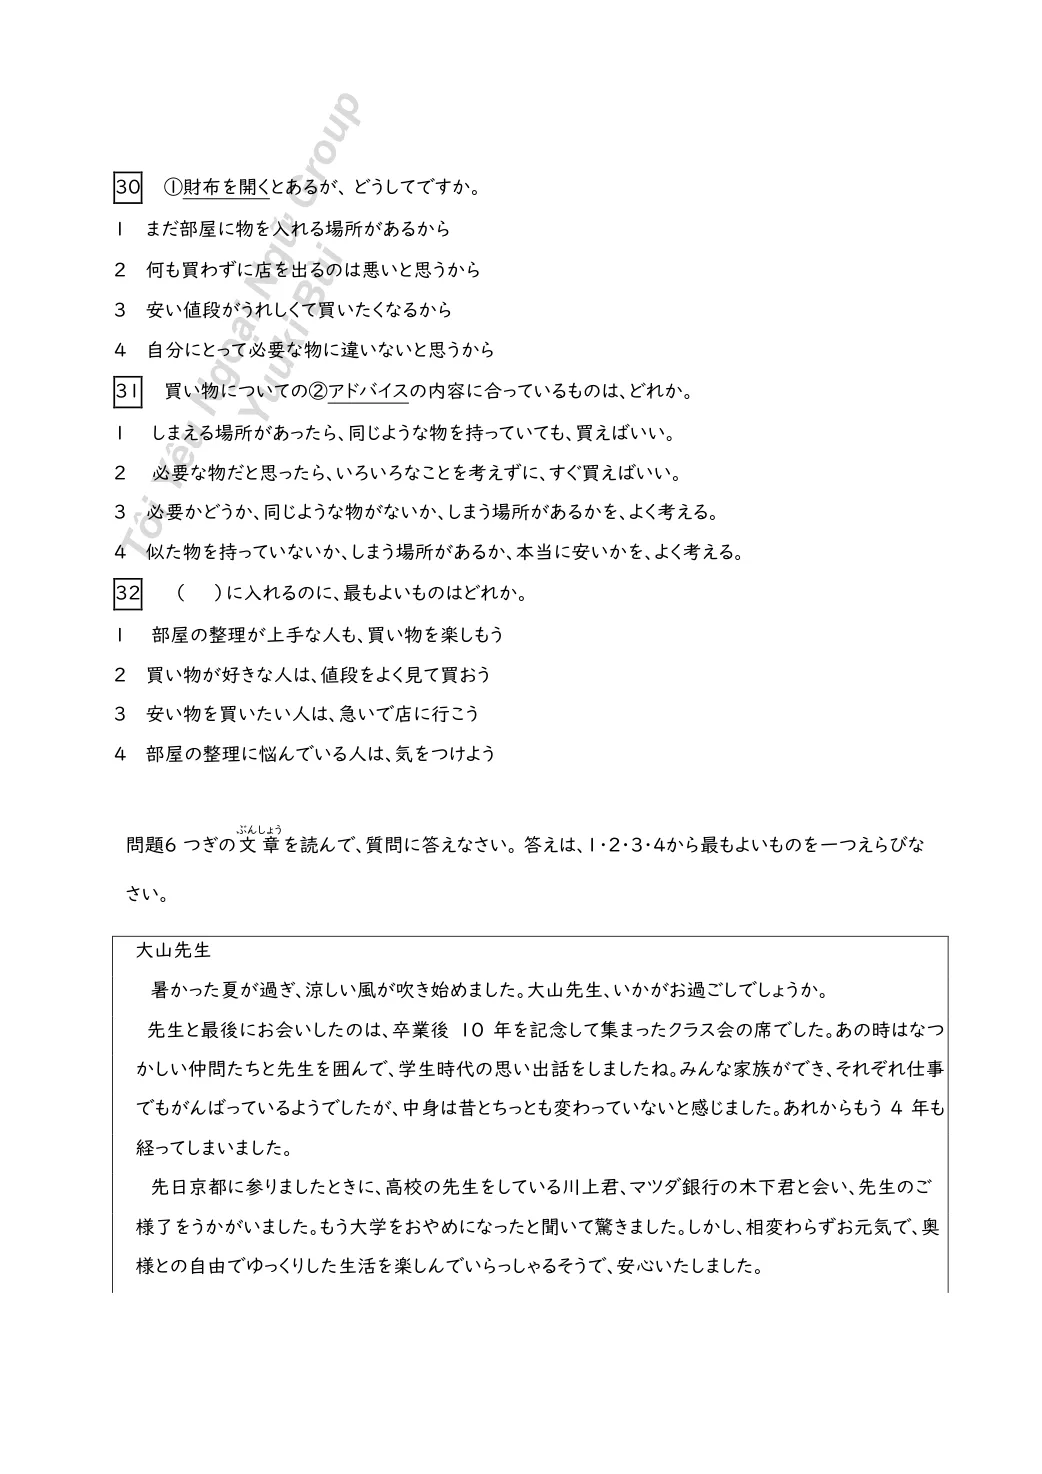 Tôi Yêu Ngoại Ngữ Group
Yuuki Bùi
30 ①財布を開くとあるが、どうしてですか。
1 まだ部屋に物を入れる場所があるから
2 何も買わずに店を出るのは悪いと思うから
3 安い値段がうれしくて買いたくなるから
4 自分にとって必要な物に違いないと思うから
31 買い物についての②アドバイスの内容に合っているものは、どれか。
1 しまえる場所があったら、同じような物を持っていても、買えばいい。
2 必要な物だと思ったら、いろいろなことを考えずに、すぐ買えばいい。
3 必要かどうか、同じような物がないか、しまう場所があるかを、よく考える。
4 似た物を持っていないか、しまう場所があるか、本当に安いかを、よく考える。
32 （ ）に入れるのに、最もよいものはどれか。
1 部屋の整理が上手な人も、買い物を楽しもう
2 買い物が好きな人は、値段をよく見て買おう
3 安い物を買いたい人は、急いで店に行こう
4 部屋の整理に悩んでいる人は、気をつけよう
ぶんしょう
問題6 つぎの文章を読んで、質問に答えなさい。答えは、1・2・3・4から最もよいものを一つえらびな
さい。
大山先生
暑かった夏が過ぎ、涼しい風が吹き始めました。大山先生、いかがお過ごしでしょうか。
先生と最後にお会いしたのは、卒業後 10 年を記念して集まったクラス会の席でした。あの時はなつ
かしい仲間たちと先生を囲んで、学生時代の思い出話をしましたね。みんな家族ができ、それぞれ仕事
でもがんばっているようでしたが、中身は昔とちっとも変わっていないと感じました。あれからもう 4 年も
経ってしまいました。
先日京都に参りましたときに、高校の先生をしている川上君、マツダ銀行の木下君と会い、先生のご
様了をうかがいました。もう大学をおやめになったと聞いて驚きました。しかし、相変わらずお元気で、奥
様との自由でゆっくりした生活を楽しんでいらっしゃるそうで、安心いたしました。